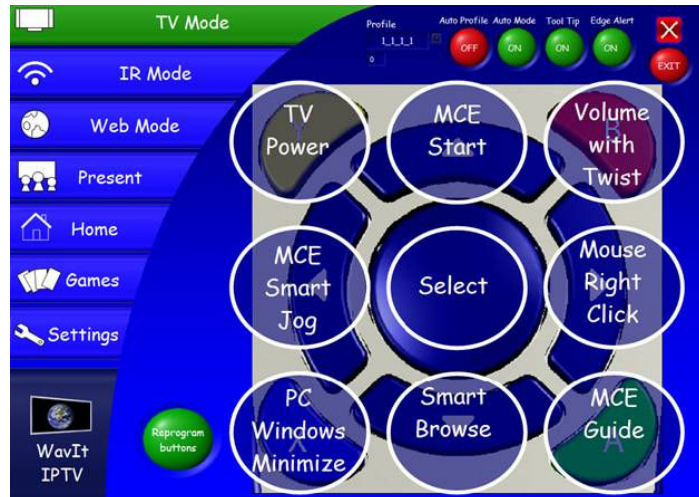 TV Mode
IR Mode
Web Mode
Present
Home
Games
Settings
WavIt
IPTV
Profile
1_1_1_1
0
Auto Profile
OFF
Auto Mode
ON
Tool Tip
ON
Edge Alert
ON
X
EXIT
TV
Power
Y
MCE
Start
Volume
with
Twist
B
MCE
Smart
Jog
Select
Mouse
Right
Click
PC
Windows
Minimize
X
Smart
Browse
MCE
Guide
A
Reprogram
buttons